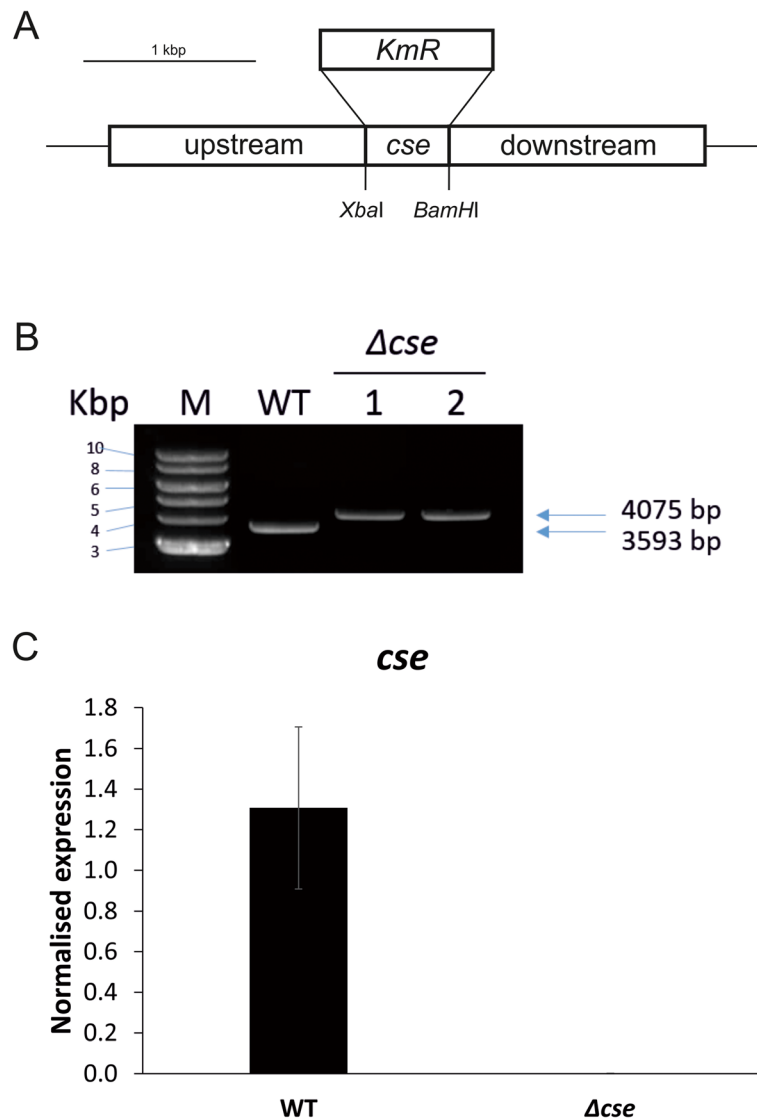 A
1 kbp
KmR
upstream cse downstream
XbaI BamHI
B
Δcse
Kbp M WT 1 2
10
8
6
5
4
3
4075 bp
3593 bp
C
cse
Normalised expression
1.8
1.6
1.4
1.2
1.0
0.8
0.6
0.4
0.2
0.0
WT Δcse